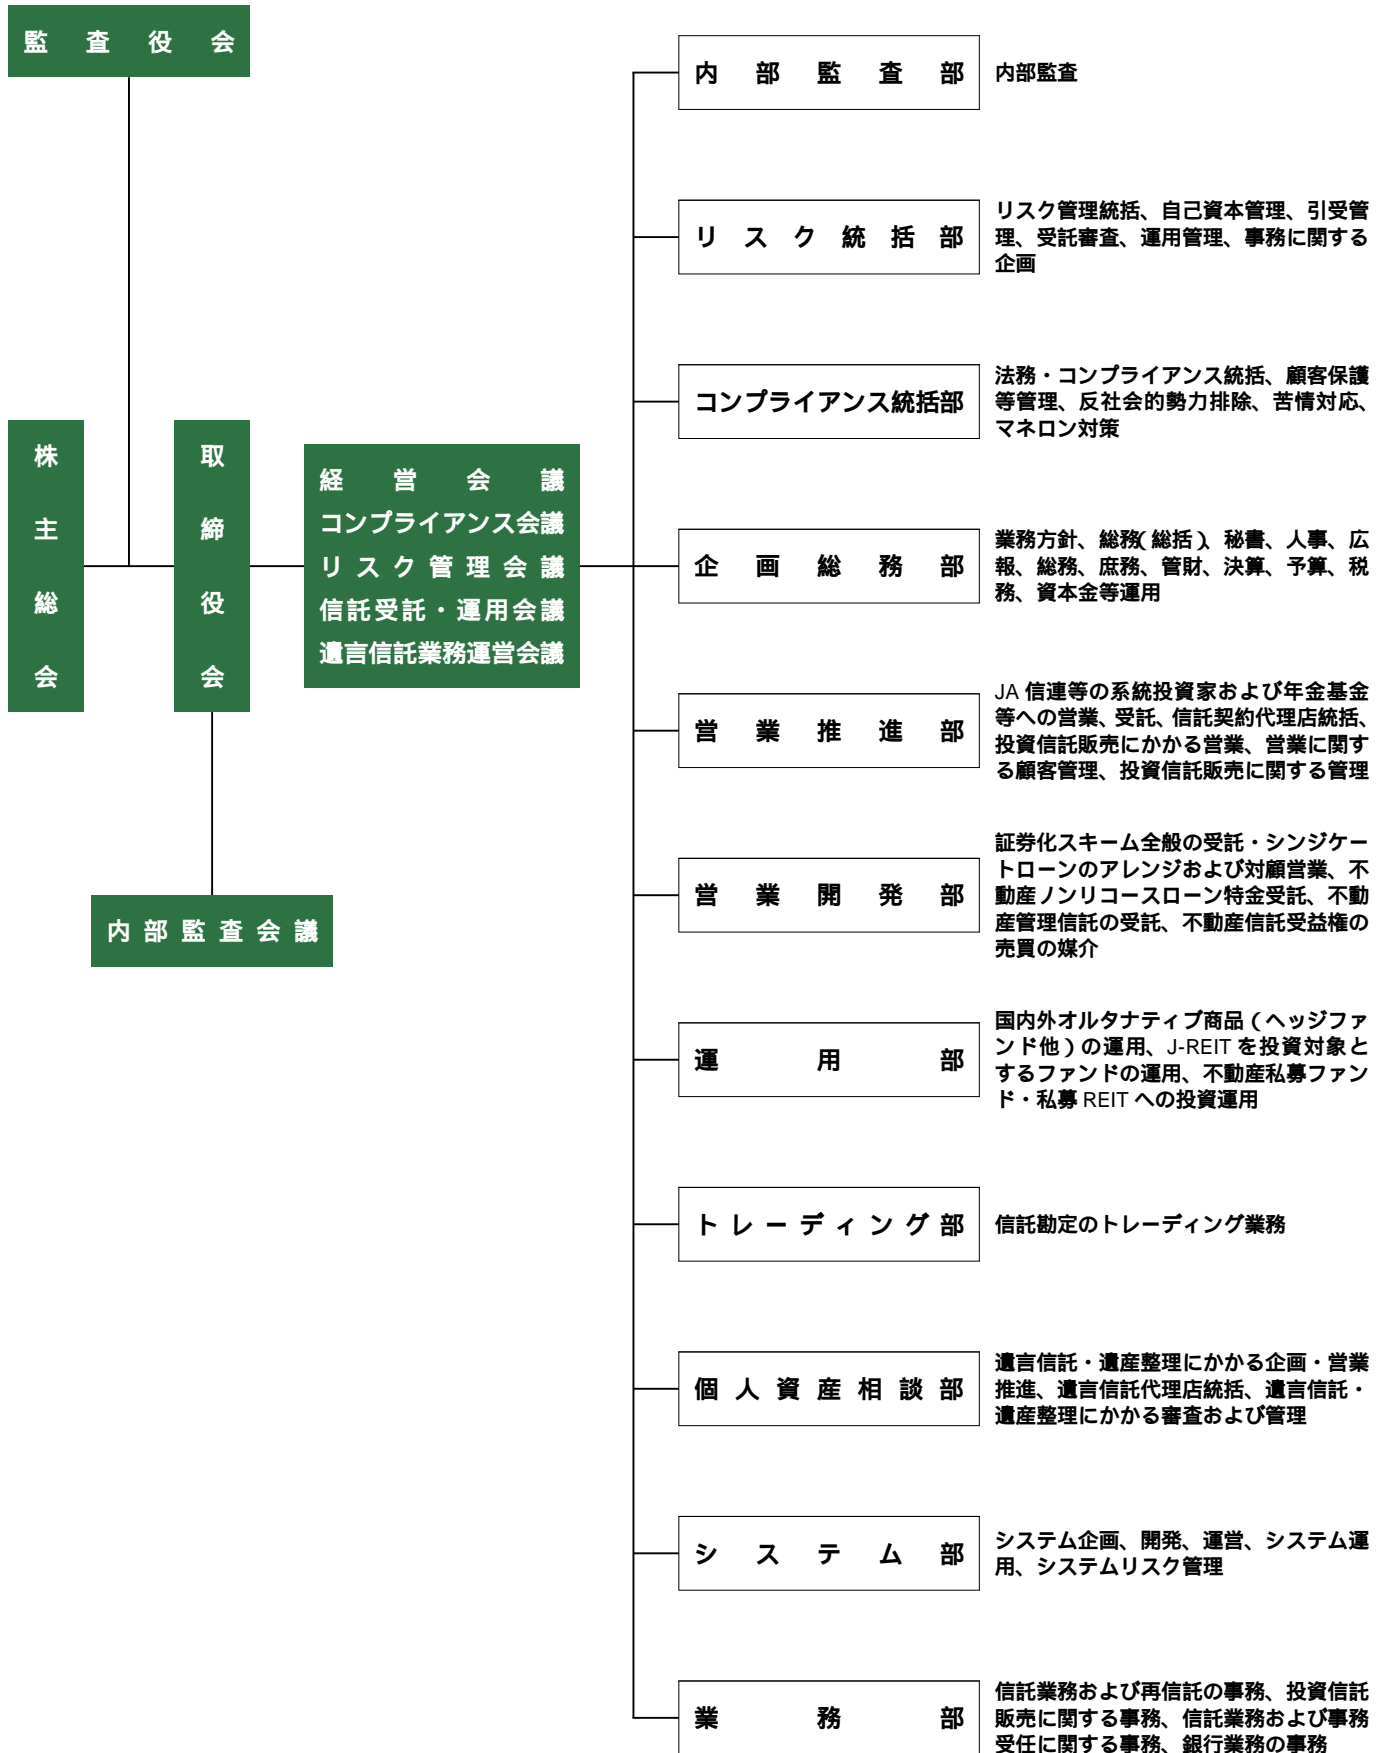 監査役会
株主総会
取締役会
経営会議
コンプライアンス会議
リスク管理会議
信託受託・運用会議
遺言信託業務運営会議
内部監査会議
内部監査部
内部監査
リスク統括部
リスク管理統括、自己資本管理、引受管
理、受託審査、運用管理、事務に関する
企画
コンプライアンス統括部
法務・コンプライアンス統括、顧客保護
等管理、反社会的勢力排除、苦情対応、
マネロン対策
企画総務部
業務方針、総務(総括)、秘書、人事、広
報、総務、庶務、管財、決算、予算、税
務、資本金等運用
営業推進部
JA 信連等の系統投資家および年金基金
等への営業、受託、信託契約代理店統括、
投資信託販売にかかる営業、営業に関す
る顧客管理、投資信託販売に関する管理
営業開発部
証券化スキーム全般の受託・シンジケー
トローンのアレンジおよび対顧営業、不
動産ノンリコースローン特金受託、不動
産管理信託の受託、不動産信託受益権の
売買の媒介
運用部
国内外オルタナティブ商品(ヘッジファ
ンド他)の運用、J-REIT を投資対象と
するファンドの運用、不動産私募ファン
ド・私募 REIT への投資運用
トレーディング部
信託勘定のトレーディング業務
個人資産相談部
遺言信託・遺産整理にかかる企画・営業
推進、遺言信託代理店統括、遺言信託・
遺産整理にかかる審査および管理
システム部
システム企画、開発、運営、システム運
用、システムリスク管理
業務部
信託業務および再信託の事務、投資信託
販売に関する事務、信託業務および事務
受任に関する事務、銀行業務の事務